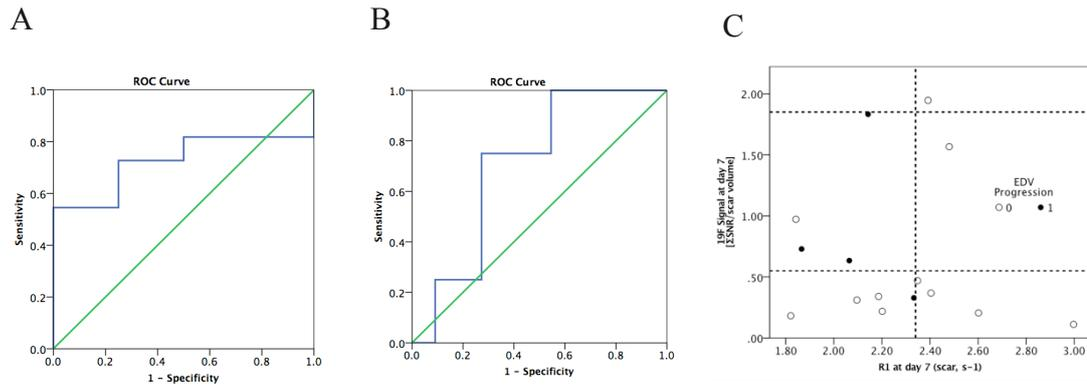 A
B
C
ROC Curve
1.0
0.8
0.6
0.4
0.2
0.0
Sensitivity
0.0 0.2 0.4 0.6 0.8 1.0
1 - Specificity
ROC Curve
1.0
0.8
0.6
0.4
0.2
0.0
Sensitivity
0.0 0.2 0.4 0.6 0.8 1.0
1 - Specificity
2.00
1.50
1.00
.50
.00
19F Signal at day 7
[ΣSNR/scar volume]
EDV
Progression
0 1
1.80 2.00 2.20 2.40 2.60 2.80 3.00
R1 at day 7 (scar, s-1)